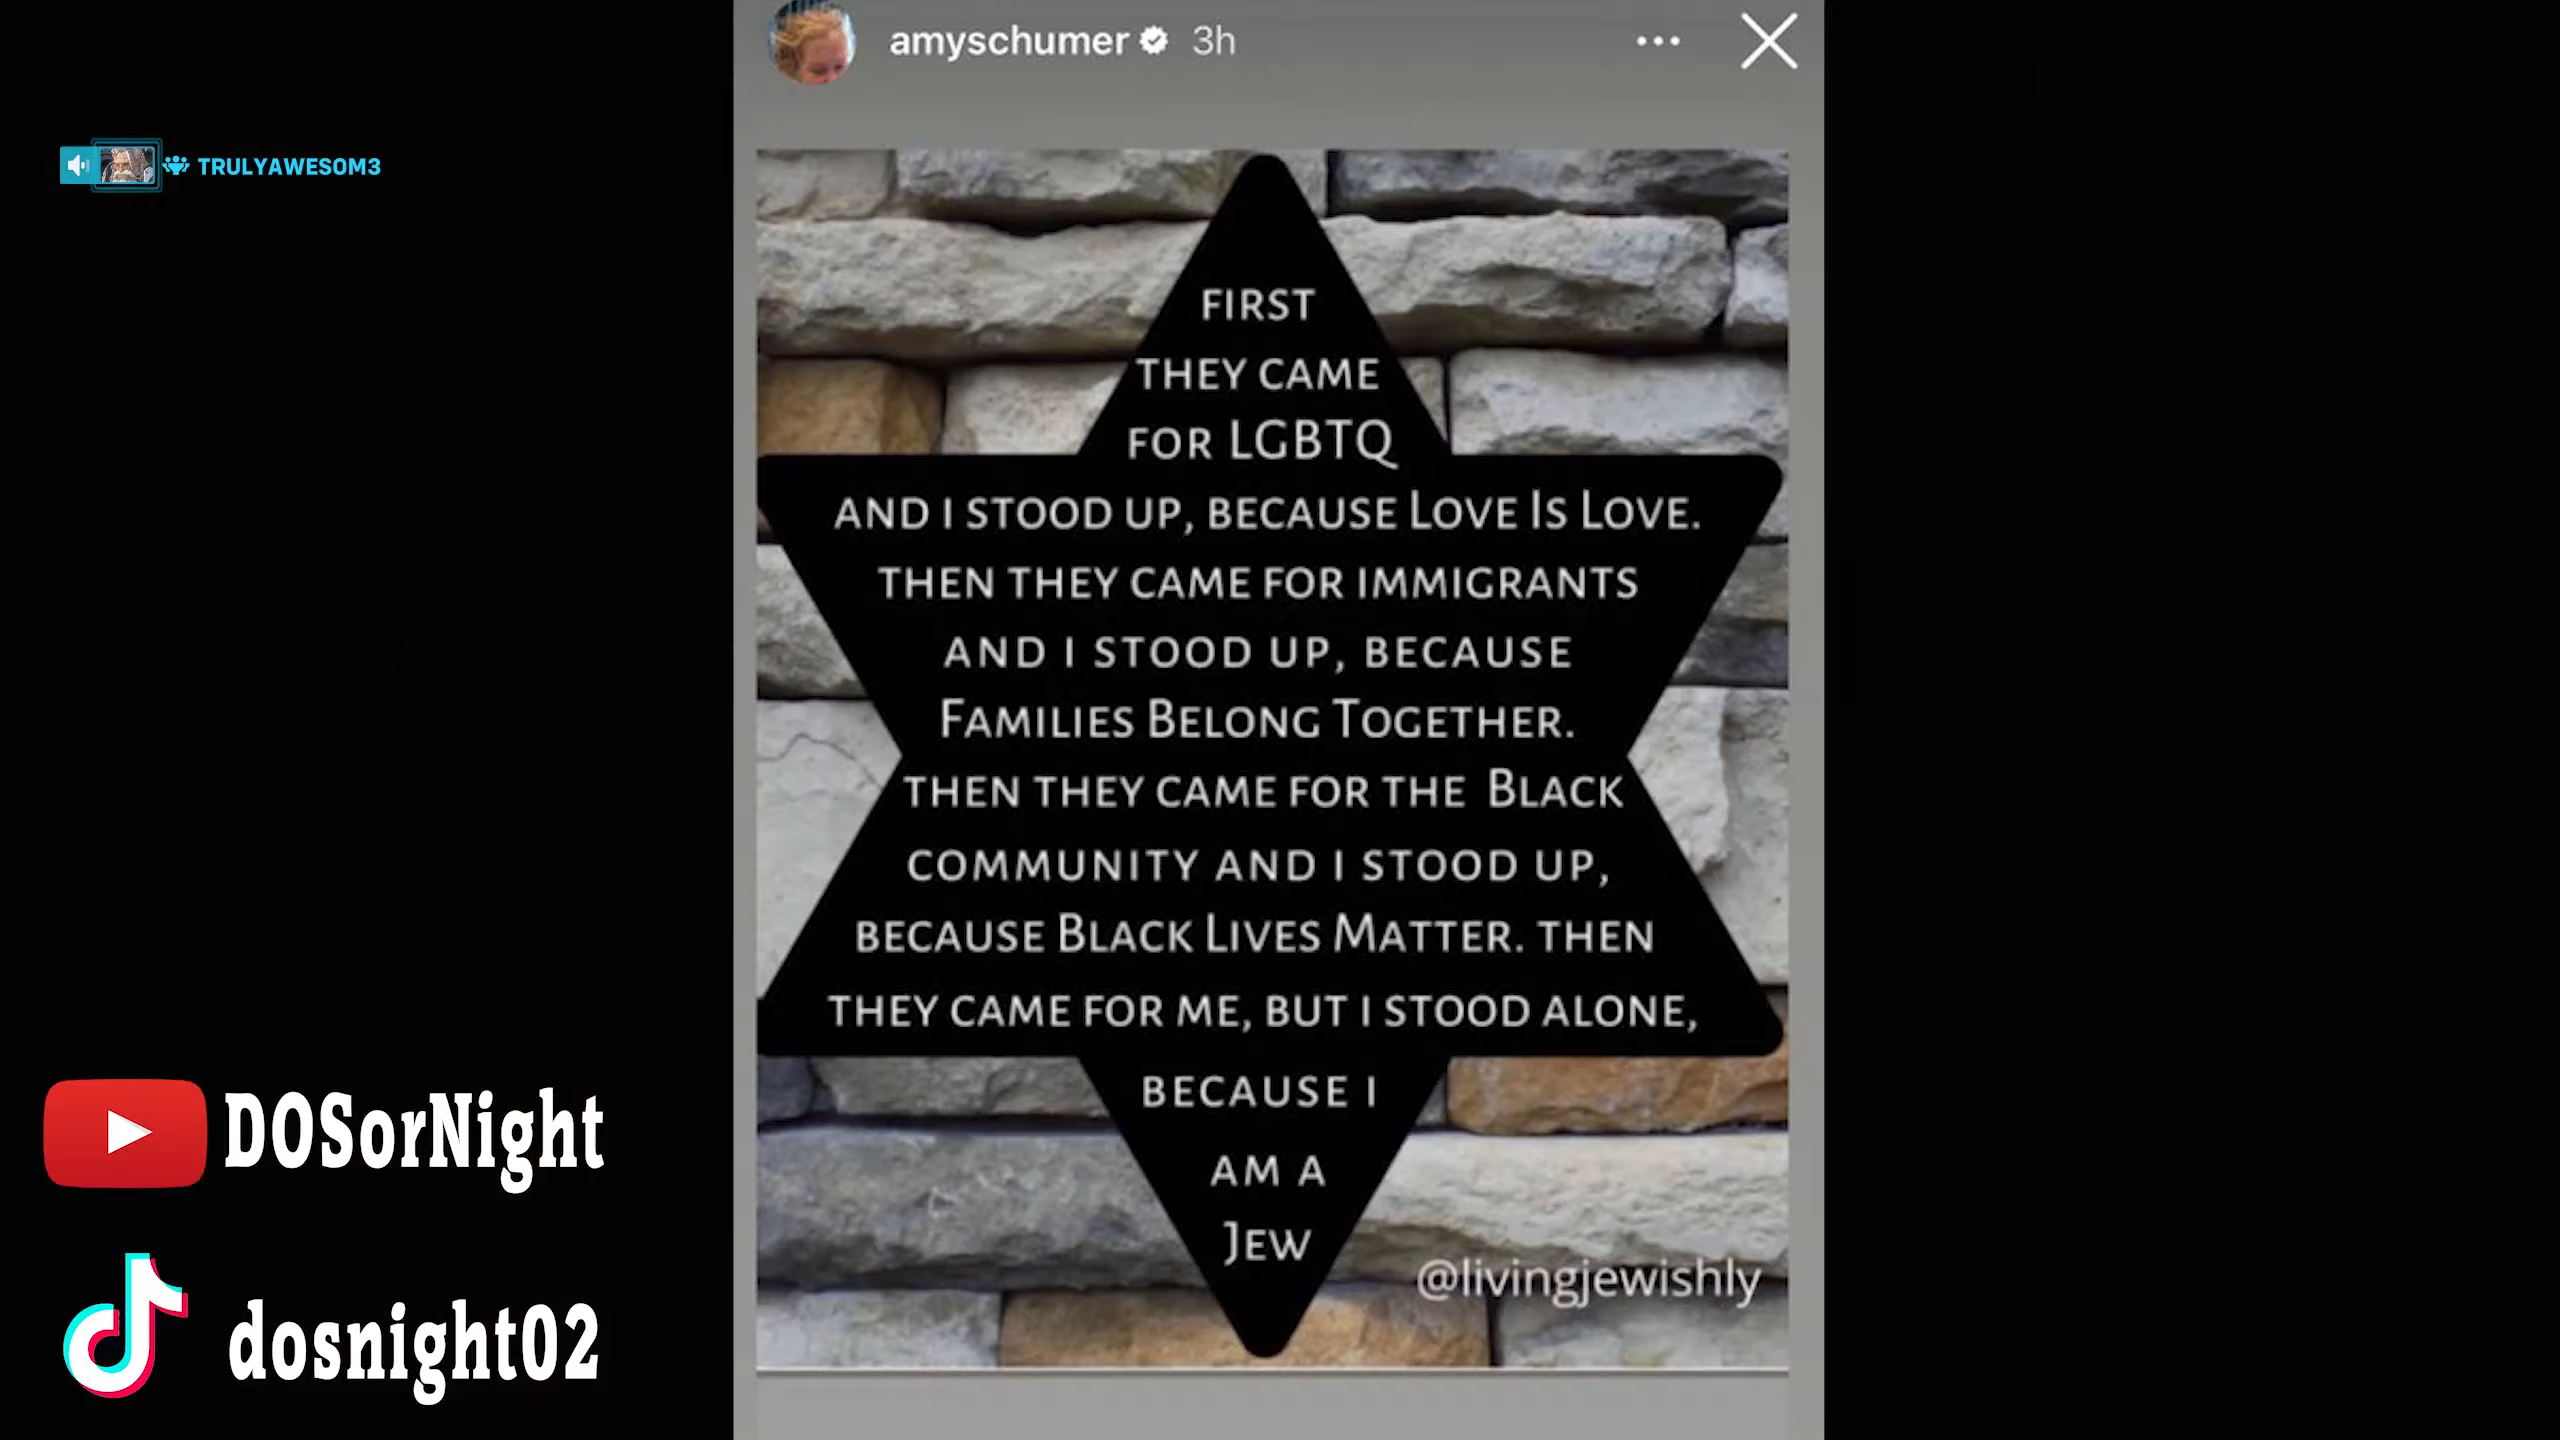 amyschumer 3h
TRULYAWESOM3
FIRST
THEY CAME
FOR LGBTQ
AND I STOOD UP, BECAUSE LOVE IS LOVE.
THEN THEY CAME FOR IMMIGRANTS
AND I STOOD UP, BECAUSE
FAMILIES BELONG TOGETHER.
THEN THEY CAME FOR THE BLACK
COMMUNITY AND I STOOD UP,
BECAUSE BLACK LIVES MATTER. THEN
THEY CAME FOR ME, BUT I STOOD ALONE,
BECAUSE I
AM A
JEW
@livingjewishly
DOSorNight
dosnight02